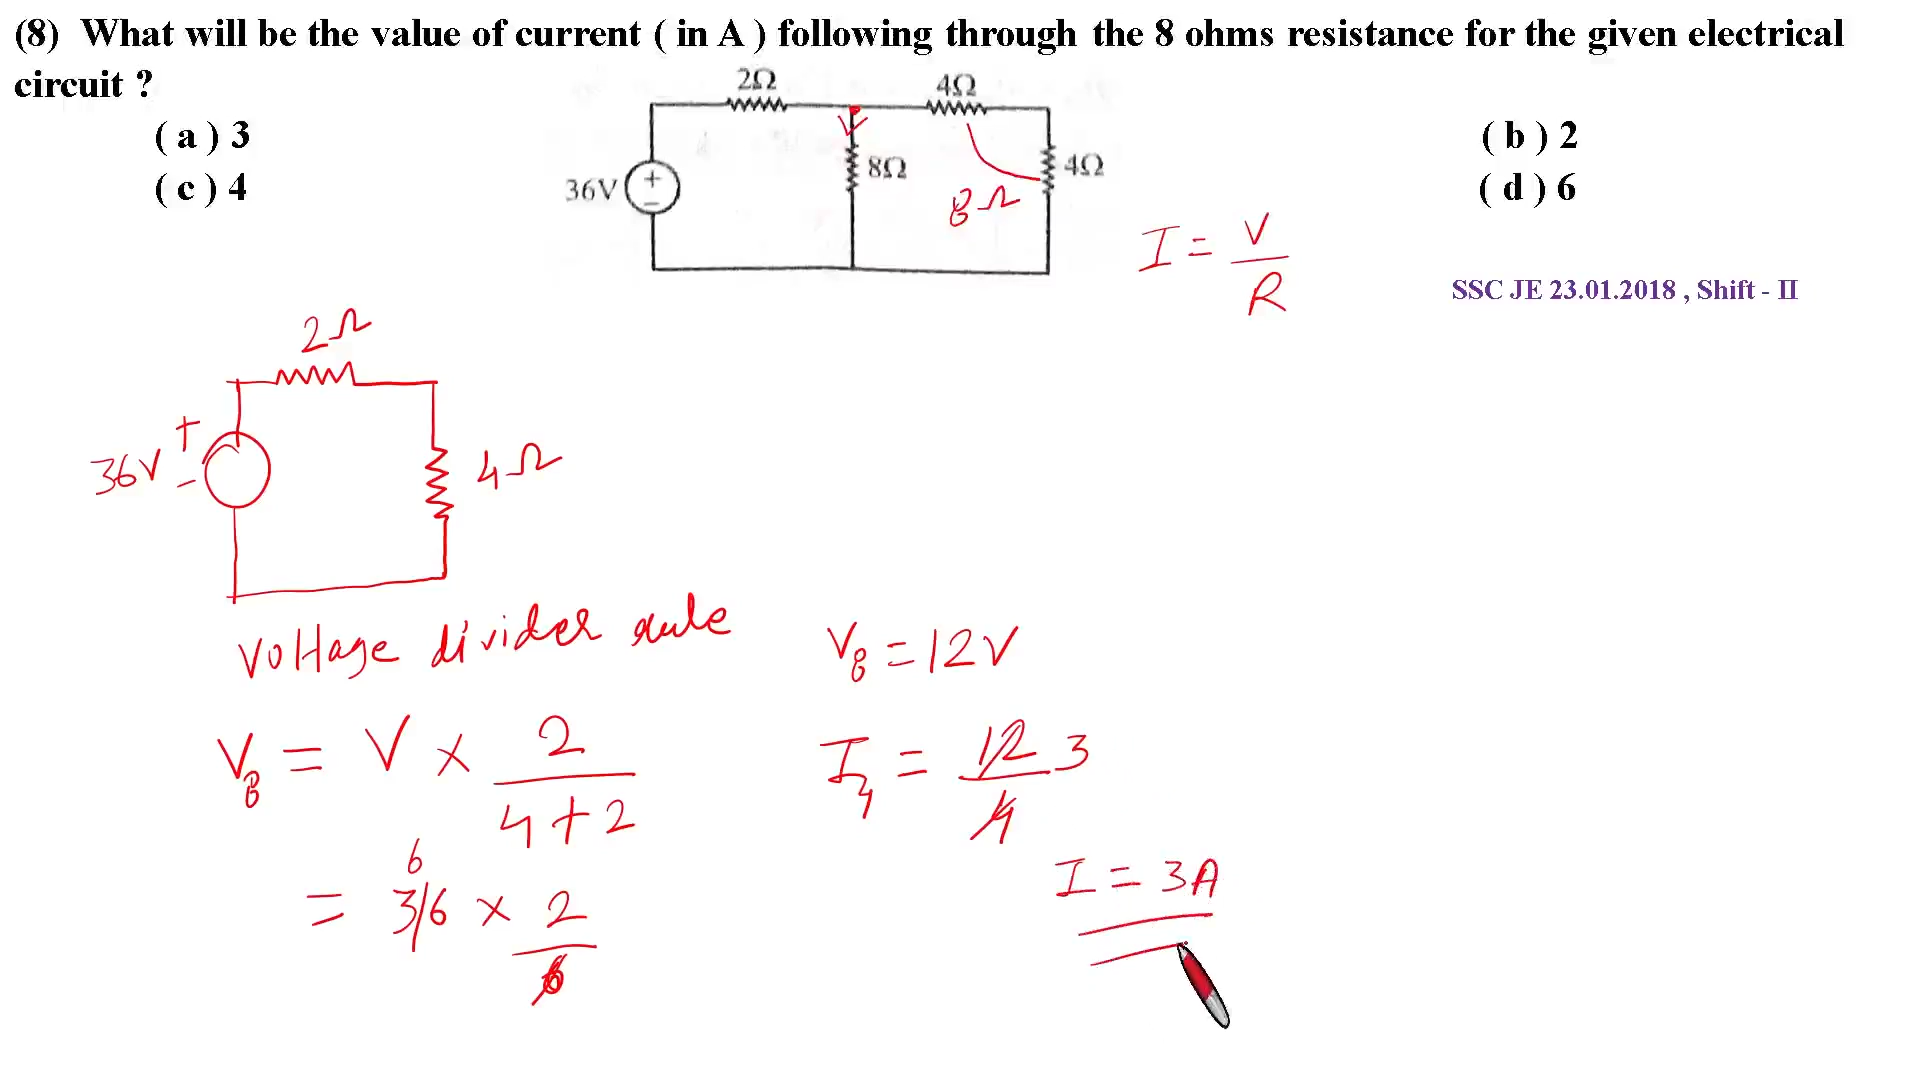 (8) What will be the value of current ( in A ) following through the 8 ohms resistance for the given electrical
circuit ?
( a ) 3
( b ) 2
( c ) 4
( d ) 6
2Ω
4Ω
8Ω
4Ω
36V
+
−
8Ω
I = V / R
SSC JE 23.01.2018 , Shift - II
2Ω
36V
+
-
4Ω
Voltage divider rule
V8 = V × 2 / 4+2
= 36 × 2 / 6
6
V8 = 12V
I4 = 12 / 4 3
I = 3A